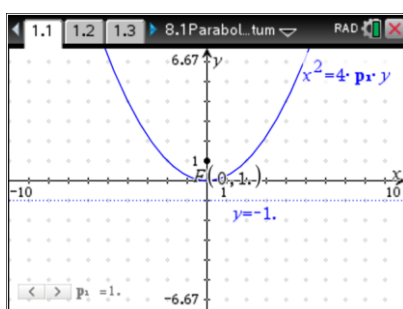 1.1 1.2 1.3 8.1Parabol…tum RAD
6.67 y
x²=4·p₁·y
1
F(0,1.)
-10 1 x 10
y=-1.
< > p₁ =1.
-6.67